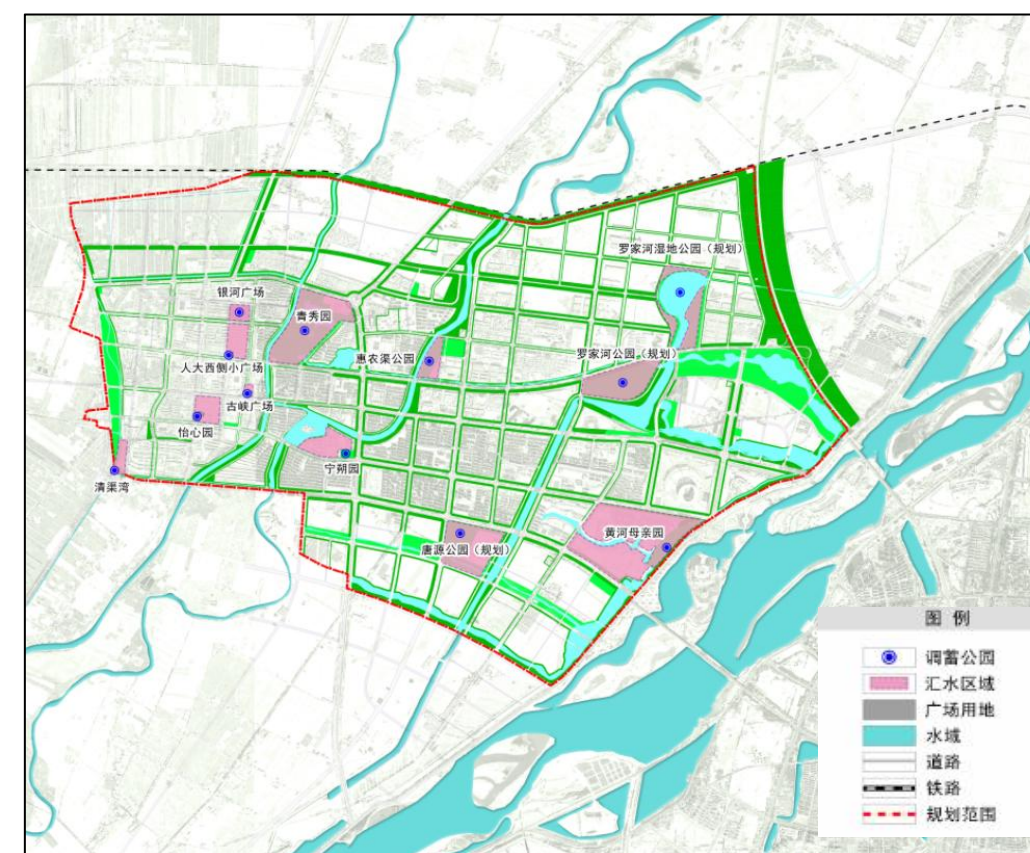 罗家河湿地公园（规划）
银河广场
青秀园
惠农渠公园
罗家河公园（规划）
人大西侧小广场
古峡广场
怡心园
宁朔园
清渠湾
唐源公园（规划）
黄河母亲园
图 例
调蓄公园
汇水区域
广场用地
水域
道路
铁路
规划范围